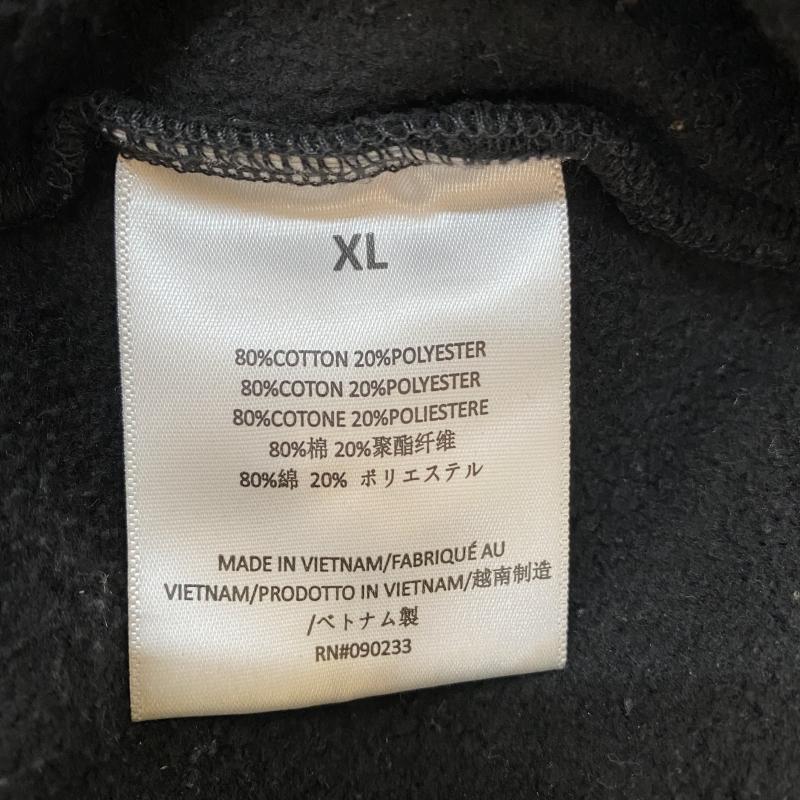 XL
80%COTTON 20%POLYESTER
80%COTON 20%POLYESTER
80%COTONE 20%POLIESTERE
80%棉 20%聚酯纤维
80%綿 20% ポリエステル
MADE IN VIETNAM/FABRIQUÉ AU
VIETNAM/PRODOTTO IN VIETNAM/越南制造
/ベトナム製
RN#090233